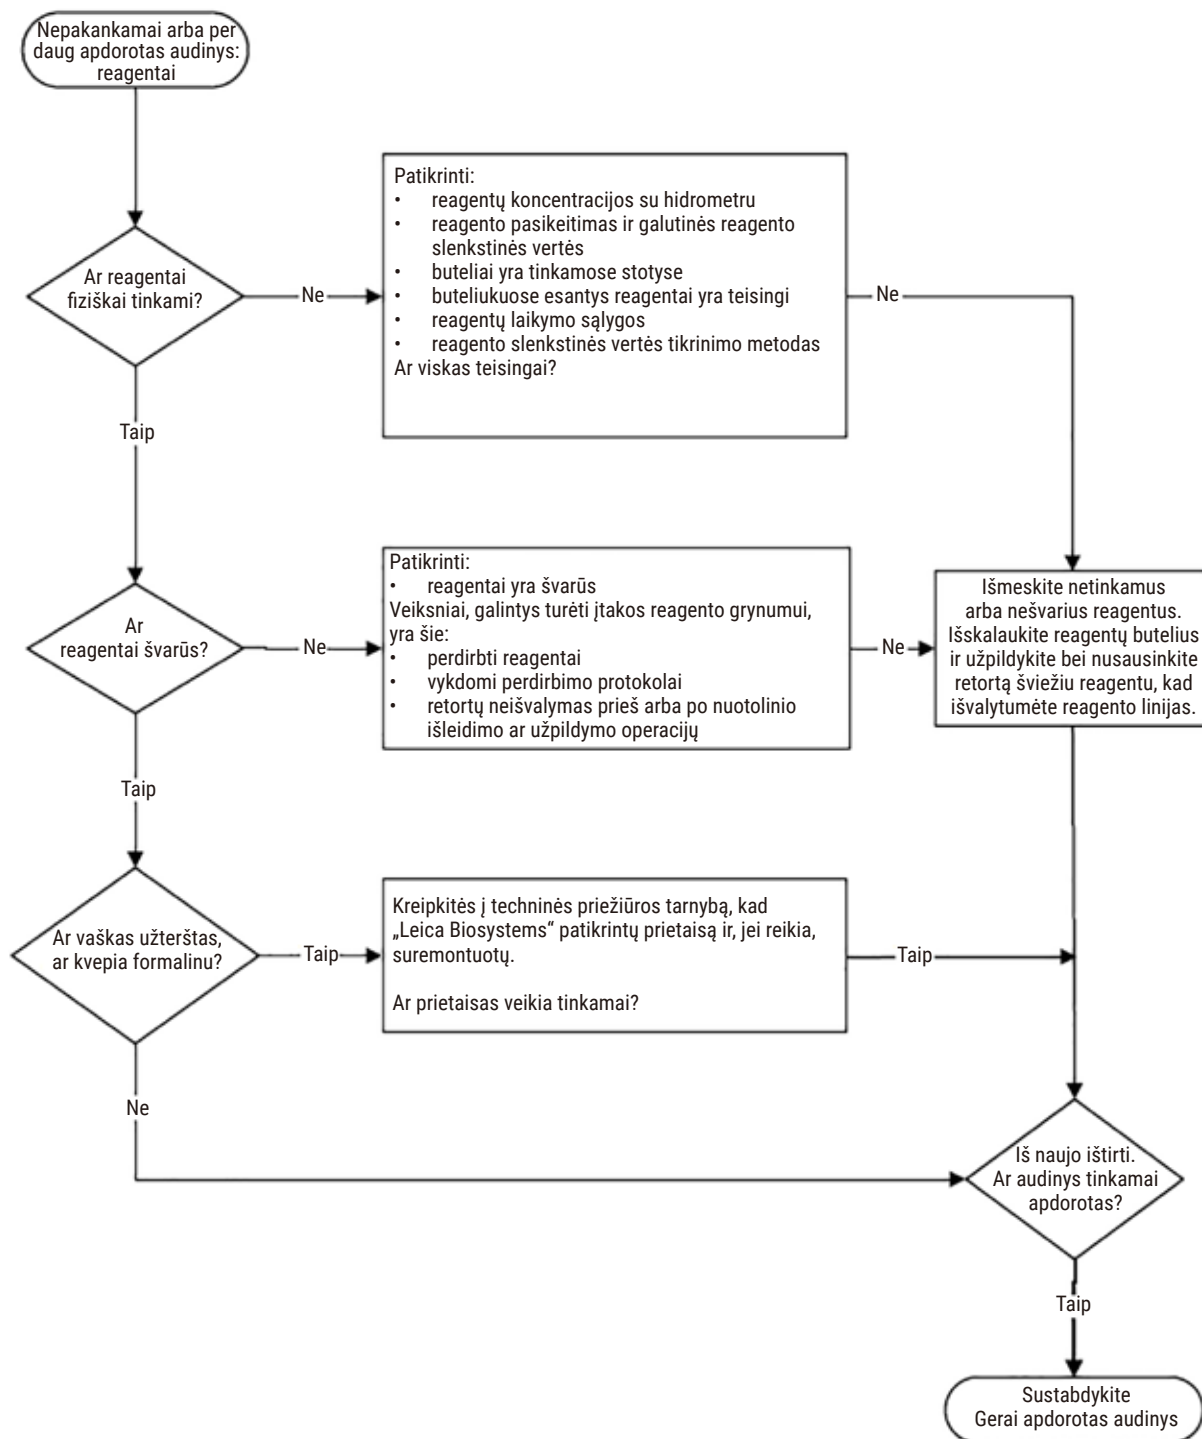 Nepakankamai arba per
daug apdorotas audinys:
reagentai
Patikrinti:
• reagentų koncentracijos su hidrometru
• reagento pasikeitimas ir galutinės reagento
slenkstinės vertės
• buteliai yra tinkamose stotyse
• buteliukuose esantys reagentai yra teisingi
• reagentų laikymo sąlygos
• reagento slenkstinės vertės tikrinimo metodas
Ar viskas teisingai?
Ar reagentai
fiziškai tinkami?
Ne
Ne
Taip
Patikrinti:
• reagentai yra švarūs
Veiksniai, galintys turėti įtakos reagento grynumui,
yra šie:
• perdirbti reagentai
• vykdomi perdirbimo protokolai
• retortų neišvalymas prieš arba po nuotolinio
išleidimo ar užpildymo operacijų
Ar
reagentai švarūs?
Ne
Ne
Išmeskite netinkamus
arba nešvarius reagentus.
Išskalaukite reagentų butelius
ir užpildykite bei nusausinkite
retortą šviežiu reagentu, kad
išvalytumėte reagento linijas.
Taip
Ar vaškas užterštas,
ar kvepia formalinu?
Taip
Kreipkitės į techninės priežiūros tarnybą, kad
„Leica Biosystems“ patikrintų prietaisą ir, jei reikia,
suremontuotų.
Ar prietaisas veikia tinkamai?
Taip
Ne
Iš naujo ištirti.
Ar audinys tinkamai
apdorotas?
Taip
Sustabdykite
Gerai apdorotas audinys